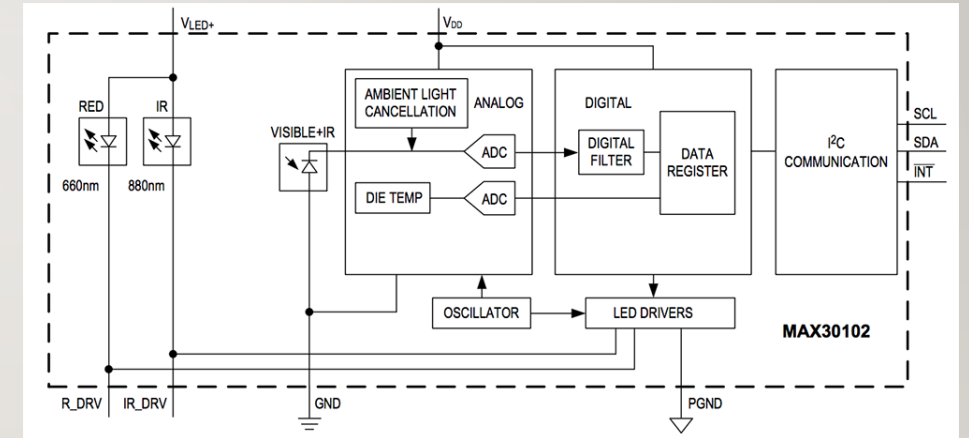 VLED+
VDD
RED
IR
660nm
880nm
VISIBLE+IR
AMBIENT LIGHT
CANCELLATION
ANALOG
ADC
DIE TEMP
ADC
DIGITAL
DIGITAL
FILTER
DATA
REGISTER
I²C
COMMUNICATION
SCL
SDA
INT
OSCILLATOR
LED DRIVERS
MAX30102
R_DRV
IR_DRV
GND
PGND